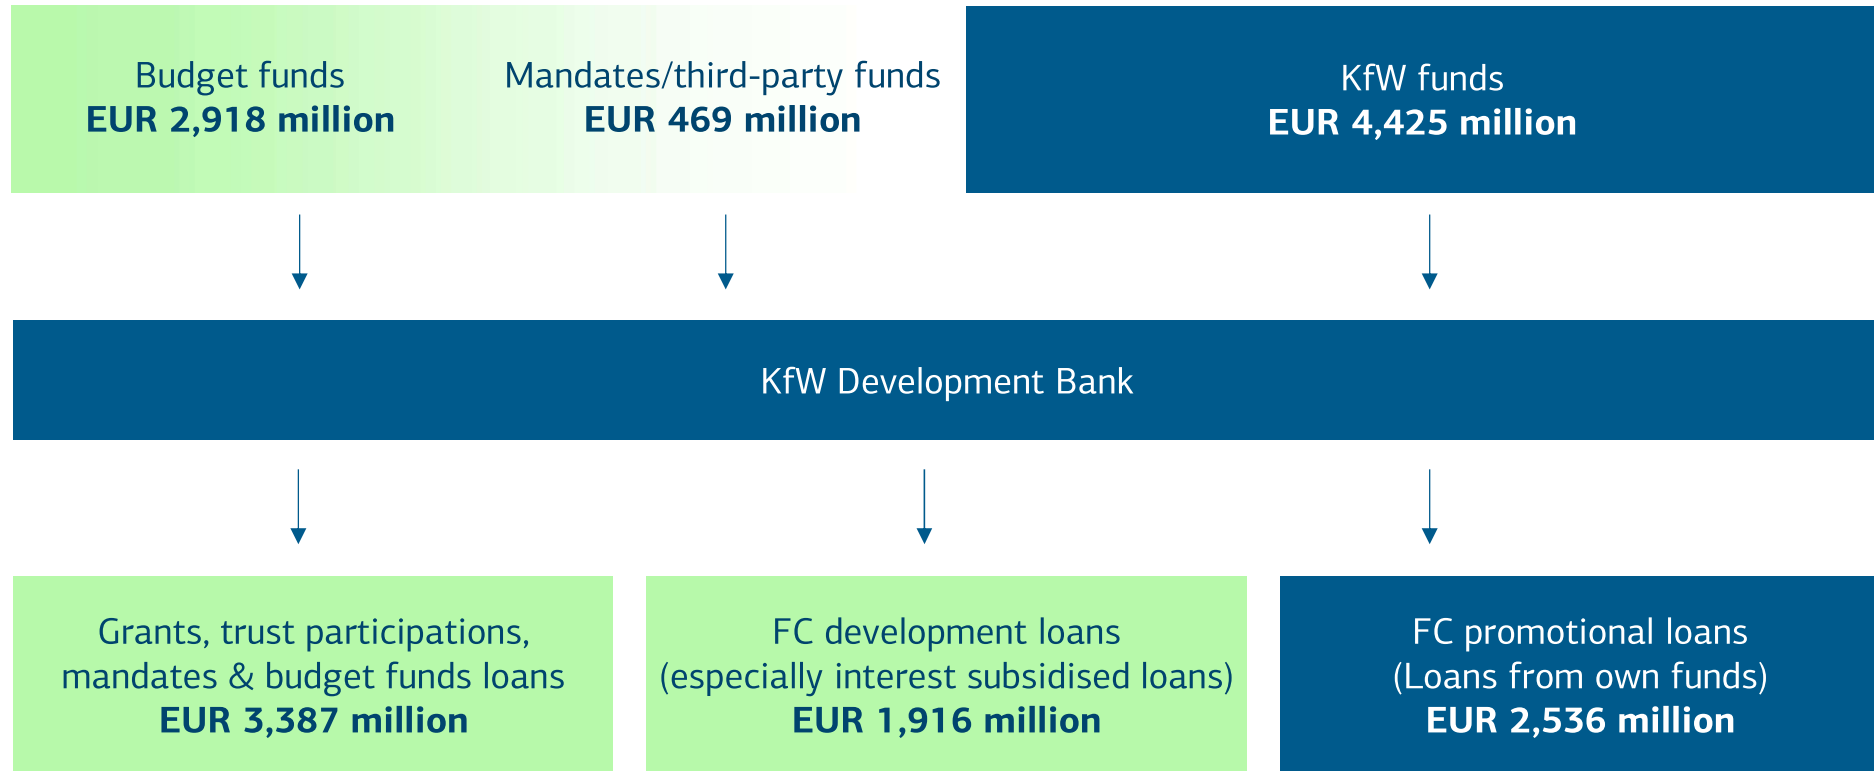 Budget funds
EUR 2,918 million
Mandates/third-party funds
EUR 469 million
KfW funds
EUR 4,425 million
KfW Development Bank
Grants, trust participations,
mandates & budget funds loans
EUR 3,387 million
FC development loans
(especially interest subsidised loans)
EUR 1,916 million
FC promotional loans
(Loans from own funds)
EUR 2,536 million